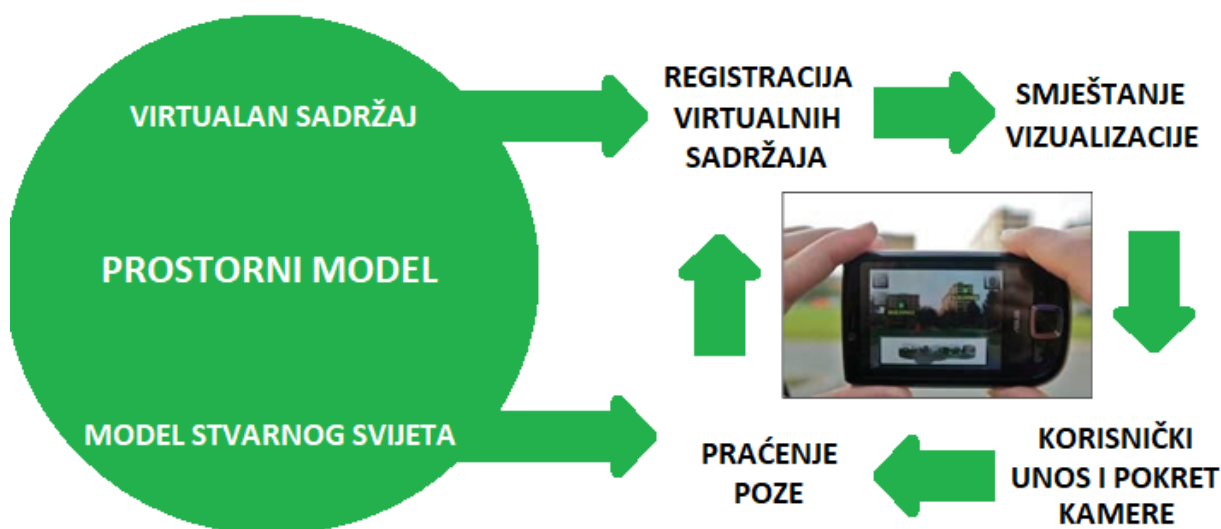 VIRTUALAN SADRŽAJ
PROSTORNI MODEL
MODEL STVARNOG SVIJETA
REGISTRACIJA
VIRTUALNIH
SADRŽAJA
SMJEŠTANJE
VIZUALIZACIJE
PRAĆENJE
POZE
KORISNIČKI
UNOS I POKRET
KAMERE